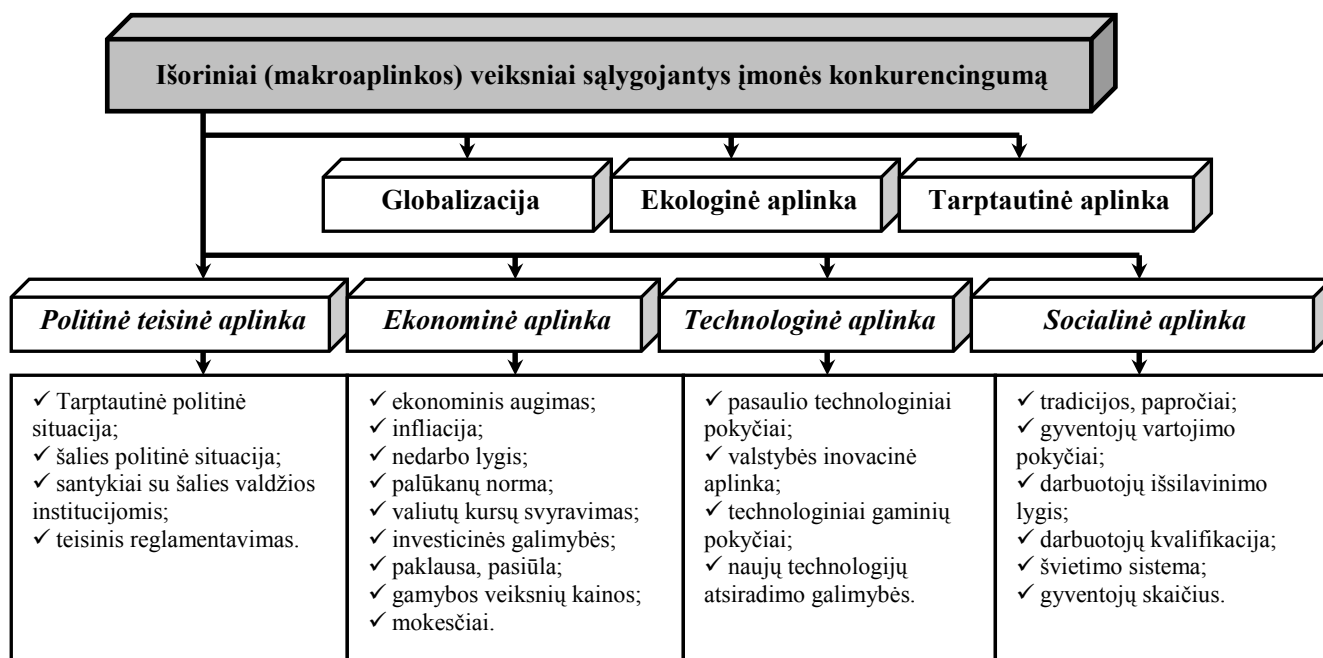 Išoriniai (makroaplinkos) veiksniai sąlygojantys įmonės konkurencingumą
Globalizacija
Ekologinė aplinka
Tarptautinė aplinka
Politinė teisinė aplinka
Ekonominė aplinka
Technologinė aplinka
Socialinė aplinka
✓ Tarptautinė politinė
situacija;
✓ šalies politinė situacija;
✓ santykiai su šalies valdžios
institucijomis;
✓ teisinis reglamentavimas.
✓ ekonominis augimas;
✓ infliacija;
✓ nedarbo lygis;
✓ palūkanų norma;
✓ valiutų kursų svyravimas;
✓ investicinės galimybės;
✓ paklausa, pasiūla;
✓ gamybos veiksnių kainos;
✓ mokesčiai.
✓ pasaulio technologiniai
pokyčiai;
✓ valstybės inovacinė
aplinka;
✓ technologiniai gaminių
pokyčiai;
✓ naujų technologijų
atsiradimo galimybės.
✓ tradicijos, papročiai;
✓ gyventojų vartojimo
pokyčiai;
✓ darbuotojų išsilavinimo
lygis;
✓ darbuotojų kvalifikacija;
✓ švietimo sistema;
✓ gyventojų skaičius.